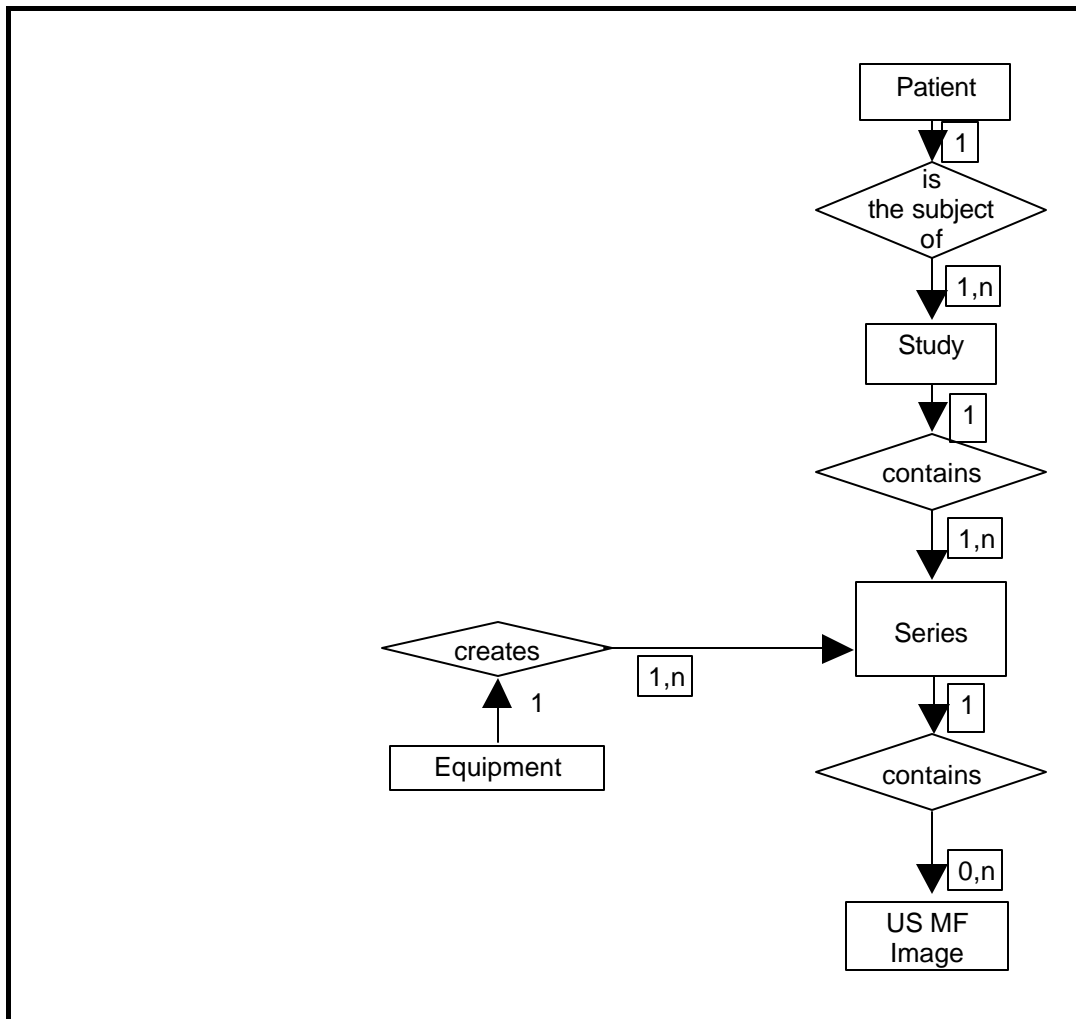 Patient
1
is
the subject
of
1,n
Study
1
contains
1,n
Series
creates
1,n
1
1
Equipment
contains
0,n
US MF
Image